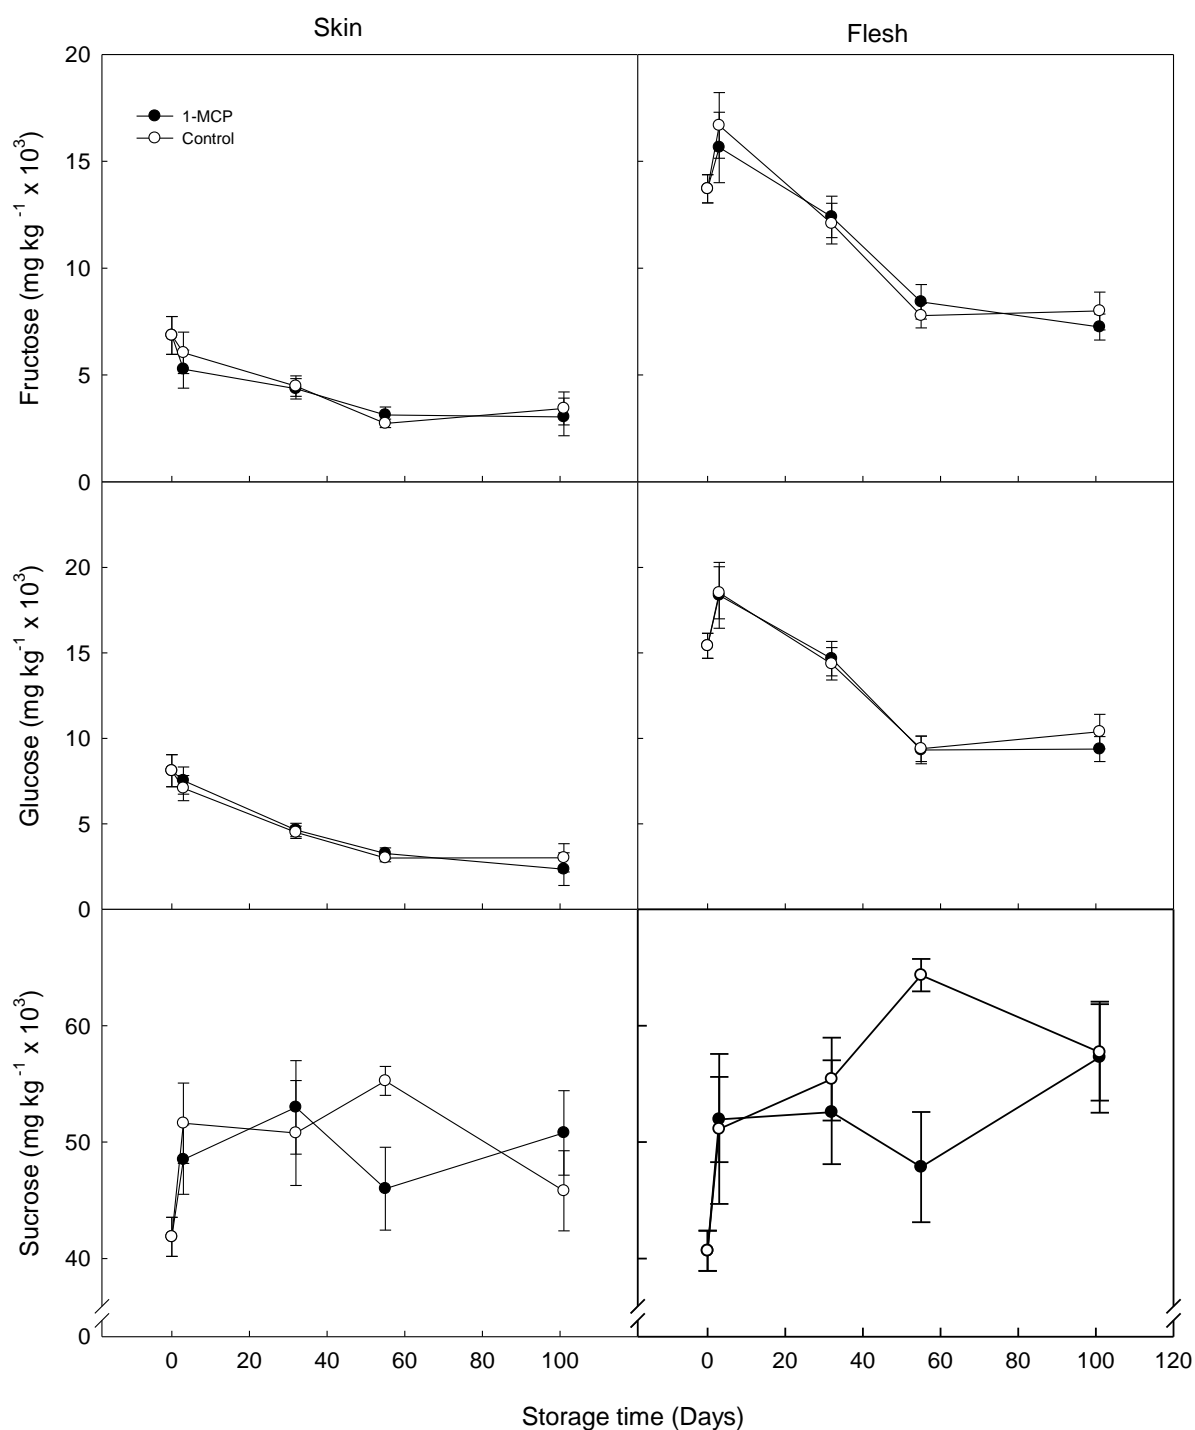 Skin
Flesh
20
15
10
5
0
Fructose (mg kg⁻¹ x 10³)
1-MCP
Control
20
15
10
5
0
Glucose (mg kg⁻¹ x 10³)
60
50
40
0
Sucrose (mg kg⁻¹ x 10³)
0 20 40 60 80 100 0 20 40 60 80 100 120
Storage time (Days)